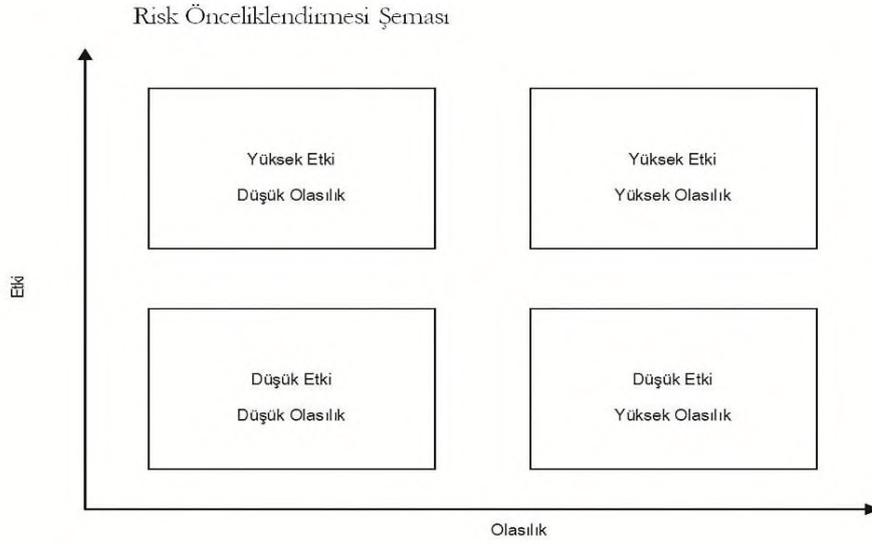 Risk Önceliklendirmesi Şeması
Yüksek Etki
Düşük Olasılık
Yüksek Etki
Yüksek Olasılık
Etki
Düşük Etki
Düşük Olasılık
Düşük Etki
Yüksek Olasılık
Olasılık